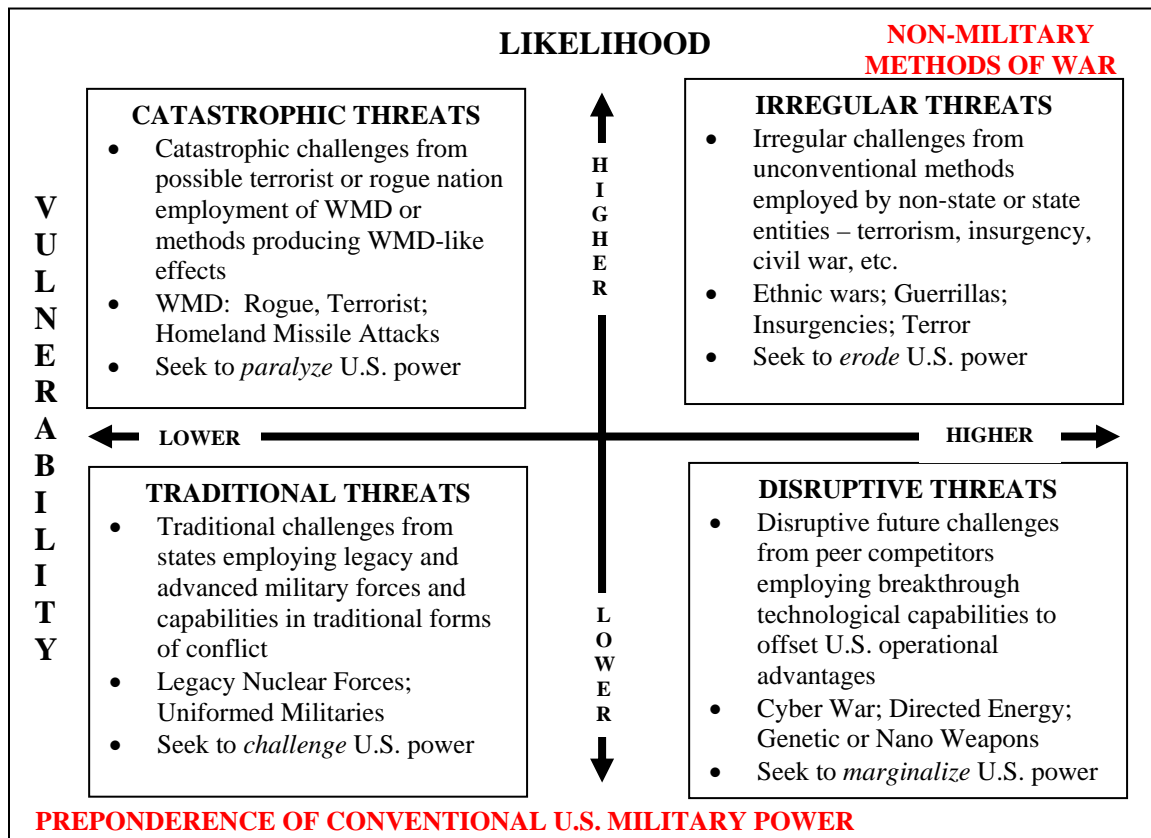 LIKELIHOOD
NON-MILITARY
METHODS OF WAR
VULNERABILITY
CATASTROPHIC THREATS
• Catastrophic challenges from
possible terrorist or rogue nation
employment of WMD or
methods producing WMD-like
effects
• WMD: Rogue, Terrorist;
Homeland Missile Attacks
• Seek to paralyze U.S. power
HIGHER
IRREGULAR THREATS
• Irregular challenges from
unconventional methods
employed by non-state or state
entities – terrorism, insurgency,
civil war, etc.
• Ethnic wars; Guerrillas;
Insurgencies; Terror
• Seek to erode U.S. power
LOWER
HIGHER
TRADITIONAL THREATS
• Traditional challenges from
states employing legacy and
advanced military forces and
capabilities in traditional forms
of conflict
• Legacy Nuclear Forces;
Uniformed Militaries
• Seek to challenge U.S. power
LOWER
DISRUPTIVE THREATS
• Disruptive future challenges
from peer competitors
employing breakthrough
technological capabilities to
offset U.S. operational
advantages
• Cyber War; Directed Energy;
Genetic or Nano Weapons
• Seek to marginalize U.S. power
PREPONDERENCE OF CONVENTIONAL U.S. MILITARY POWER